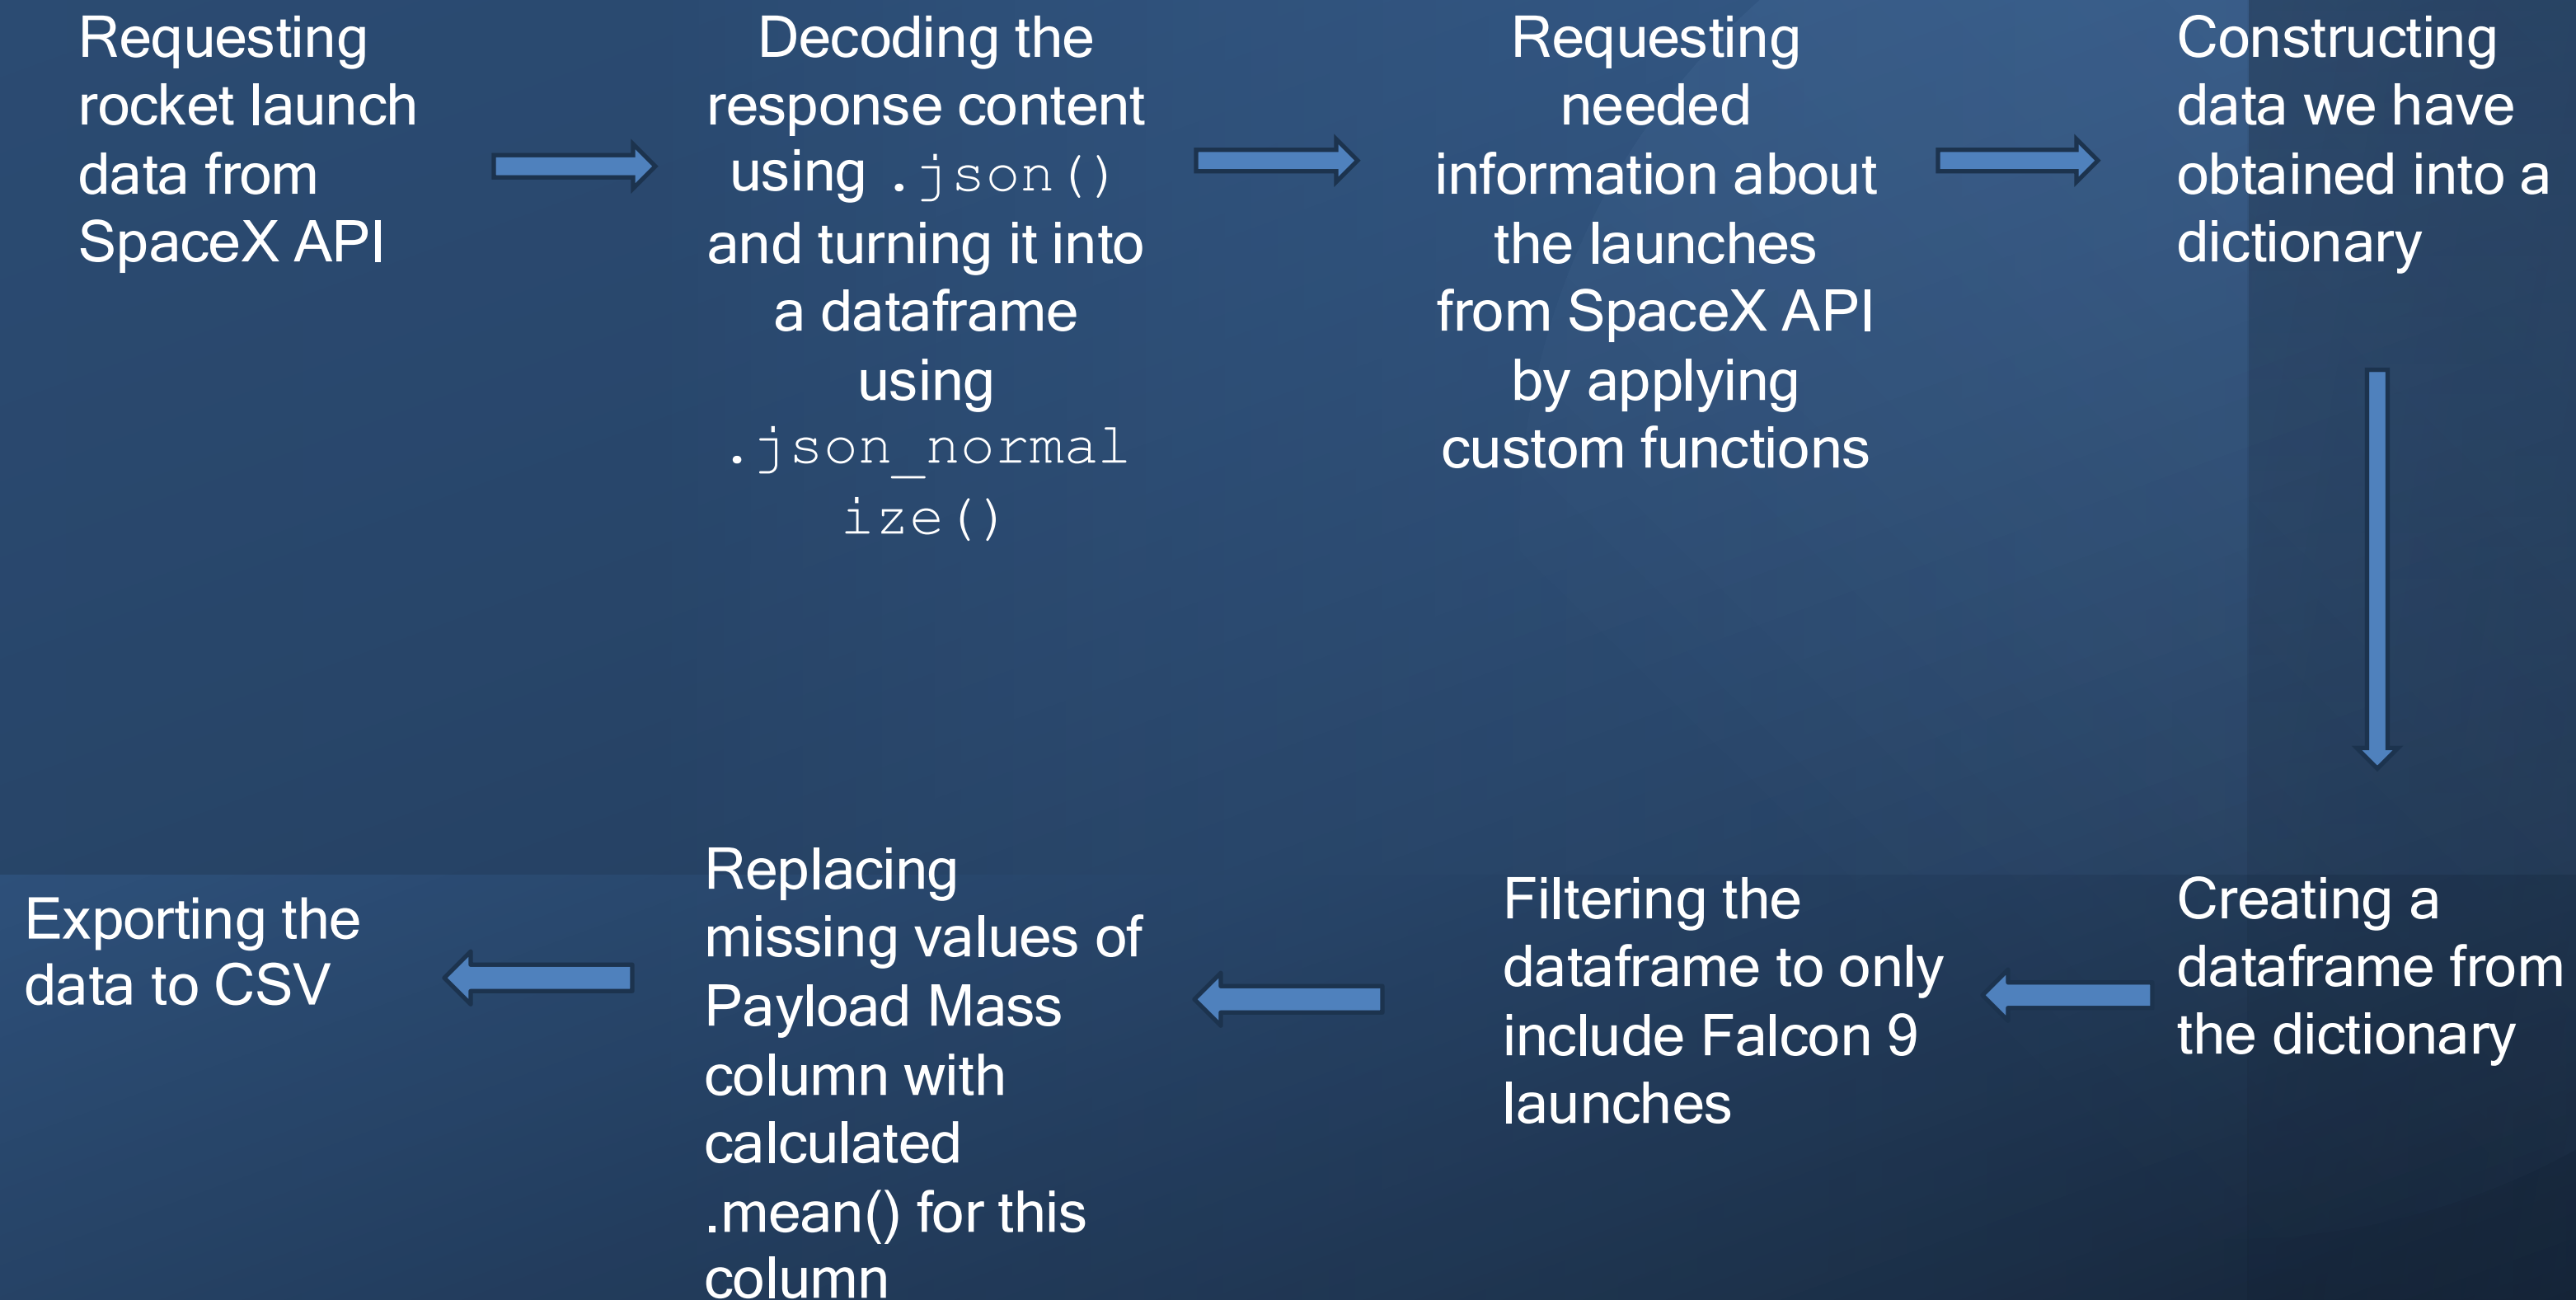 Requesting
rocket launch
data from
SpaceX API
Decoding the
response content
using .json()
and turning it into
a dataframe
using
.json_normal
ize()
Requesting
needed
information about
the launches
from SpaceX API
by applying
custom functions
Constructing
data we have
obtained into a
dictionary
Creating a
dataframe from
the dictionary
Filtering the
dataframe to only
include Falcon 9
launches
Replacing
missing values of
Payload Mass
column with
calculated
.mean() for this
column
Exporting the
data to CSV